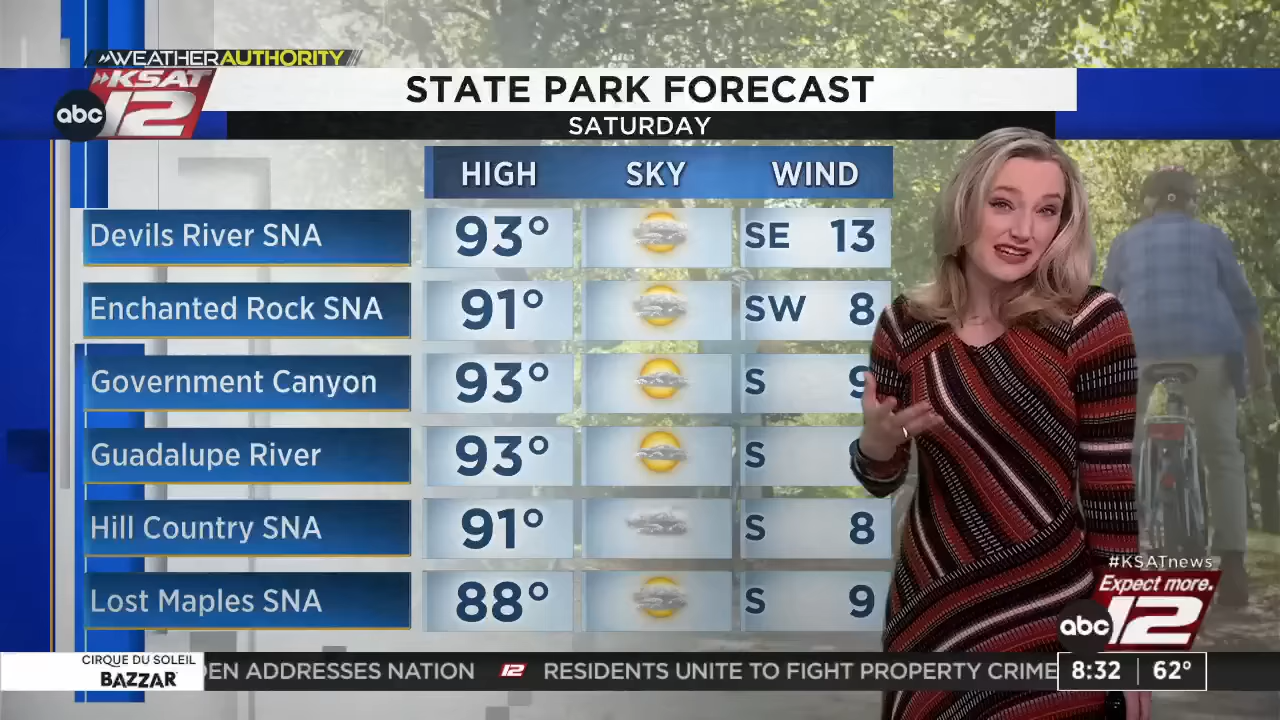 WEATHERAUTHORITY
KSAT
abc 12
STATE PARK FORECAST
SATURDAY
HIGH SKY WIND
Devils River SNA 93° SE 13
Enchanted Rock SNA 91° SW 8
Government Canyon 93° S 9
Guadalupe River 93° S
Hill Country SNA 91° S 8
Lost Maples SNA 88° S 9
#KSATnews
Expect more.
abc 12
CIRQUE DU SOLEIL
BAZZAR
DEN ADDRESSES NATION 12 RESIDENTS UNITE TO FIGHT PROPERTY CRIME
8:32 62°